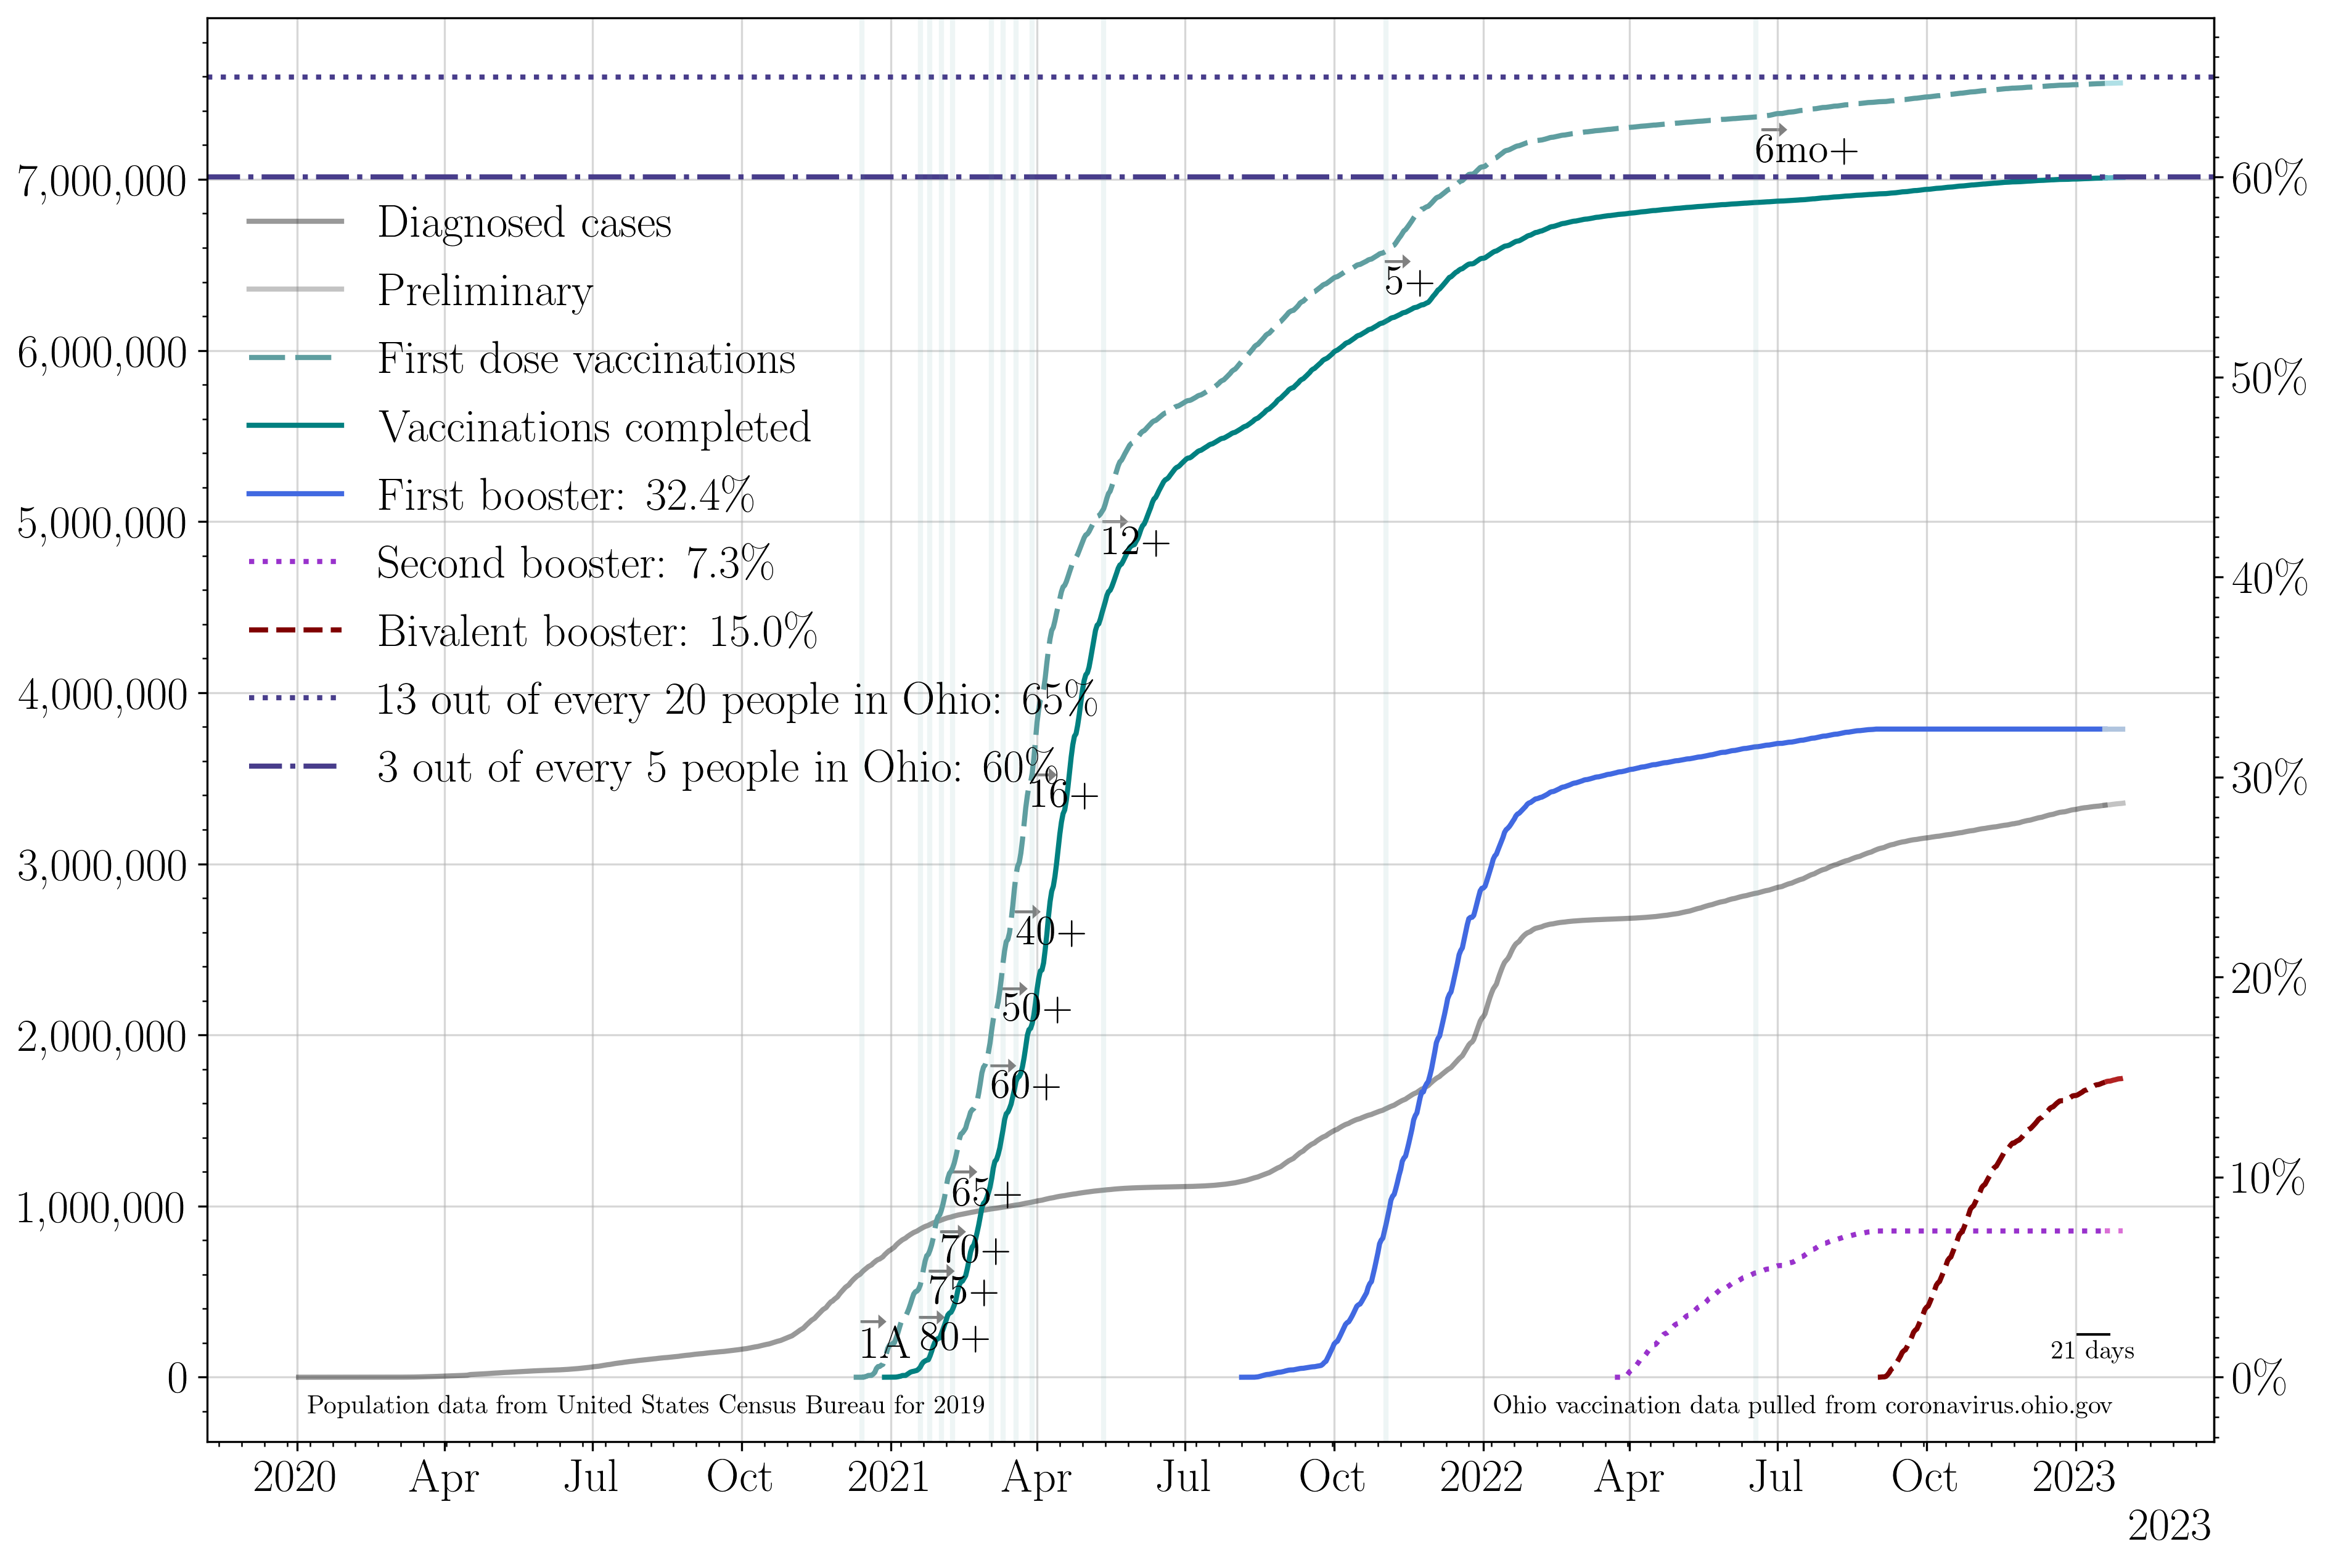 7,000,000
6,000,000
5,000,000
4,000,000
3,000,000
2,000,000
1,000,000
0
Diagnosed cases
Preliminary
First dose vaccinations
Vaccinations completed
First booster: 32.4%
Second booster: 7.3%
Bivalent booster: 15.0%
13 out of every 20 people in Ohio: 65%
3 out of every 5 people in Ohio: 60%
6mo+
5+
12+
16+
40+
50+
60+
65+
70+
75+
80+
1A
21 days
Population data from United States Census Bureau for 2019
Ohio vaccination data pulled from coronavirus.ohio.gov
60%
50%
40%
30%
20%
10%
0%
2020 Apr Jul Oct 2021 Apr Jul Oct 2022 Apr Jul Oct 2023
2023